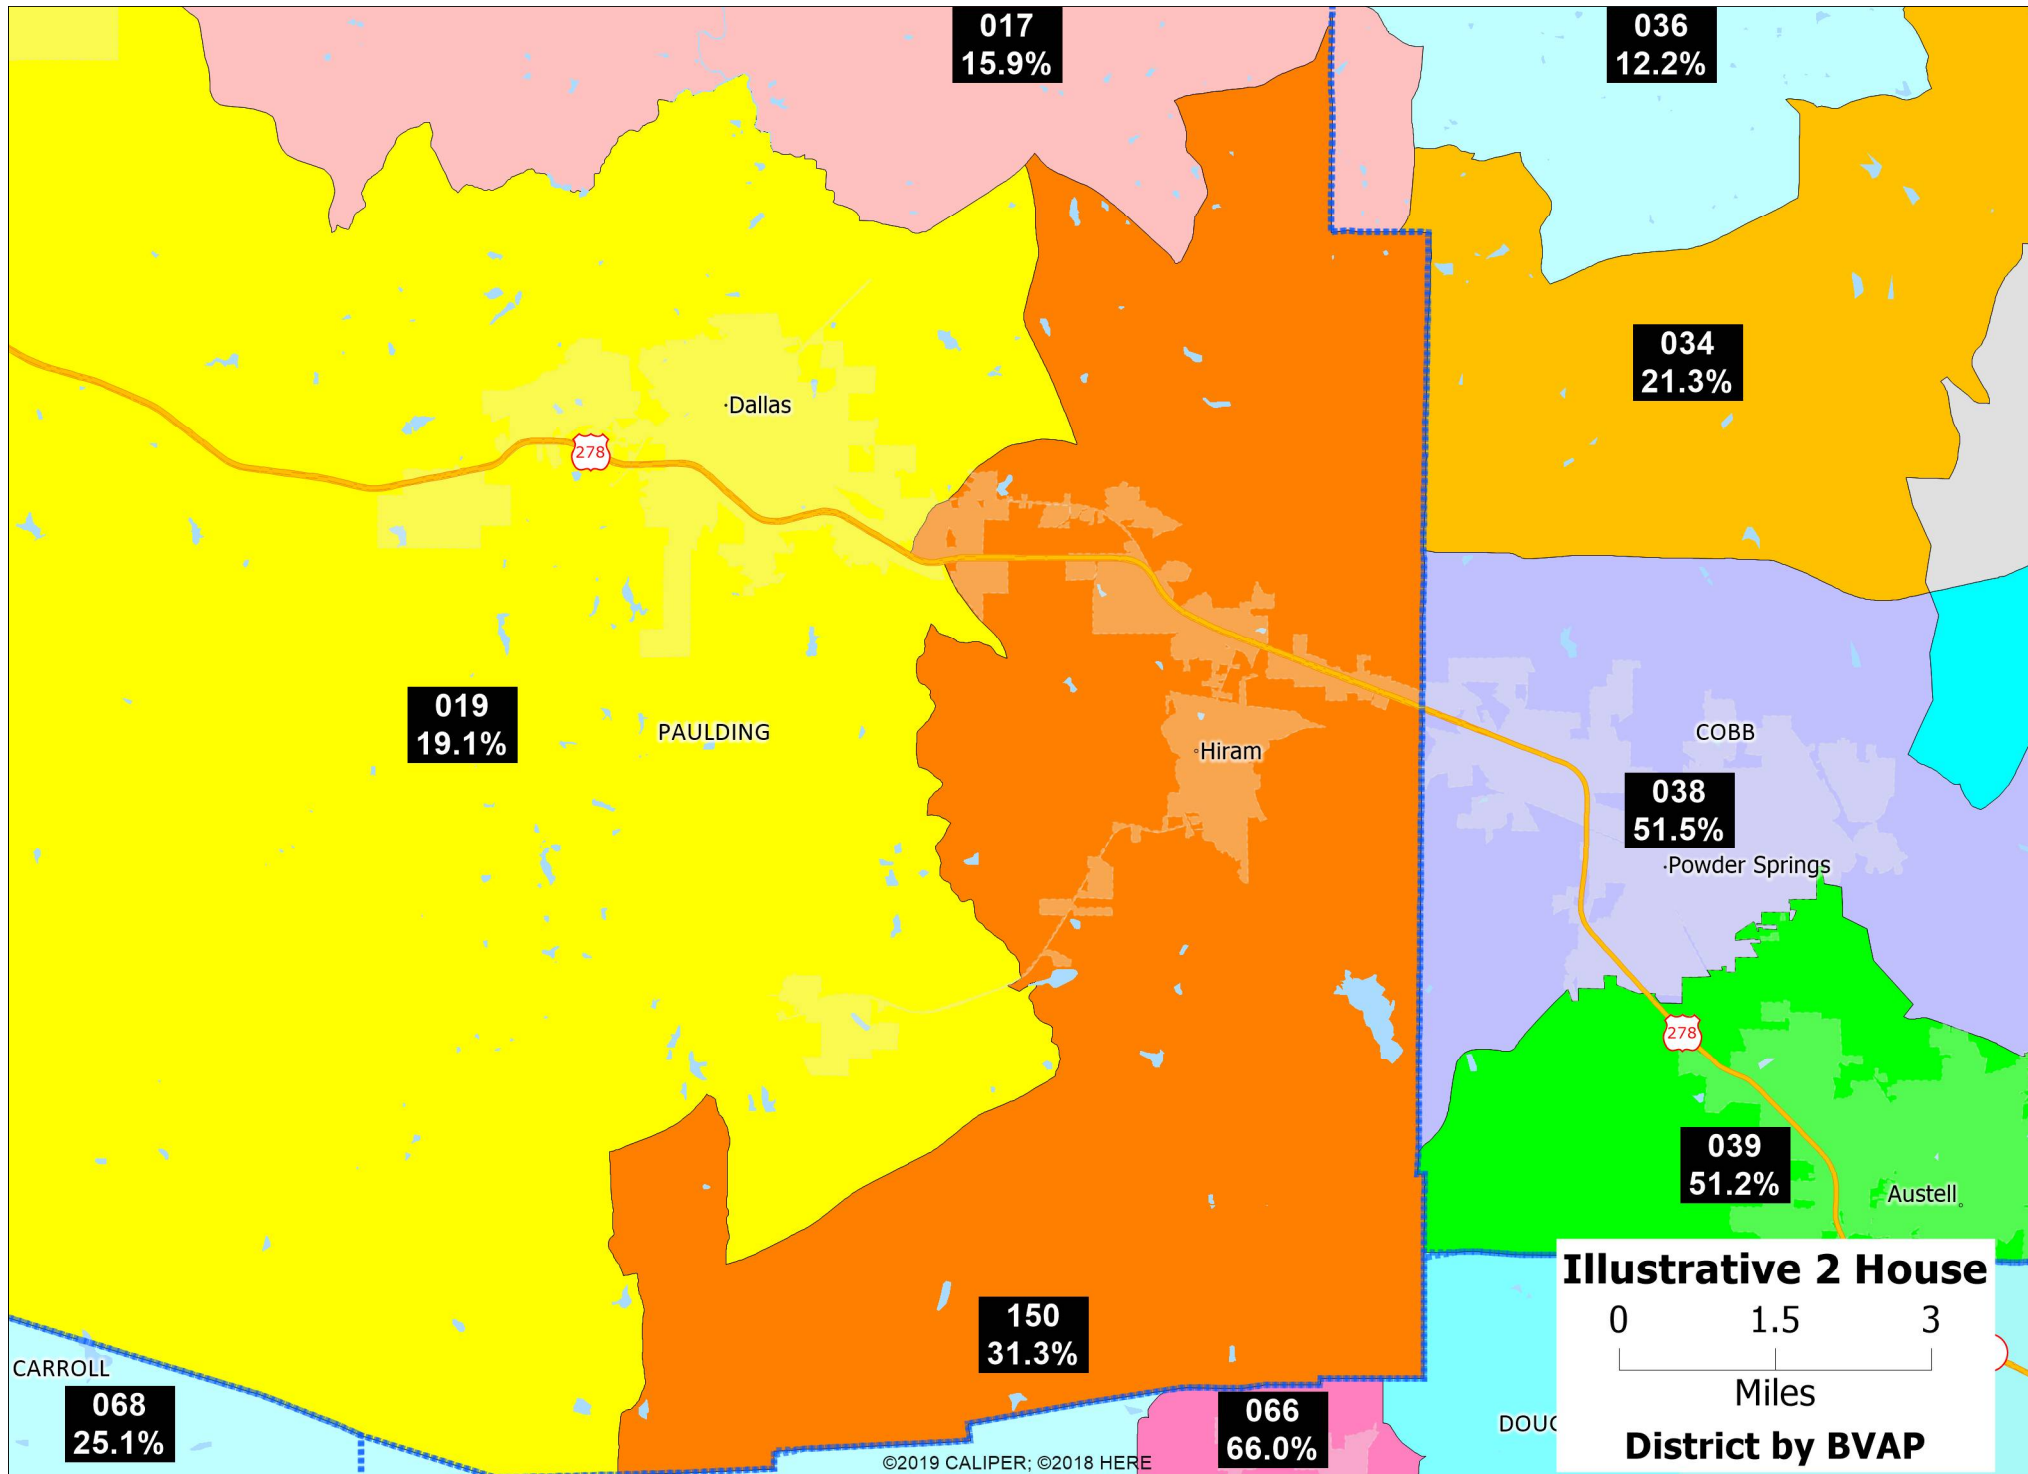 017
15.9%
036
12.2%
034
21.3%
Dallas
278
019
19.1%
PAULDING
COBB
Hiram
038
51.5%
Powder Springs
278
039
51.2%
Austell
150
31.3%
CARROLL
068
25.1%
066
66.0%
DOUG
©2019 CALIPER; ©2018 HERE
Illustrative 2 House
0 1.5 3
Miles
District by BVAP